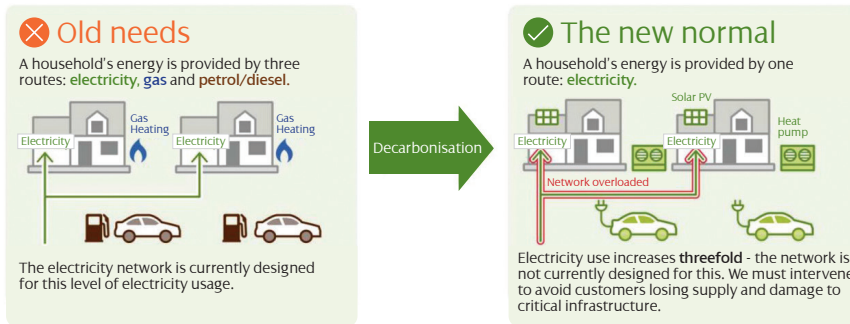 Old needs
A household's energy is provided by three
routes: electricity, gas and petrol/diesel.
Gas
Heating
Gas
Heating
Electricity
Electricity
The electricity network is currently designed
for this level of electricity usage.
Decarbonisation
The new normal
A household's energy is provided by one
route: electricity.
Solar PV
Heat
pump
Electricity
Electricity
Network overloaded
Electricity use increases threefold - the network is
not currently designed for this. We must intervene
to avoid customers losing supply and damage to
critical infrastructure.